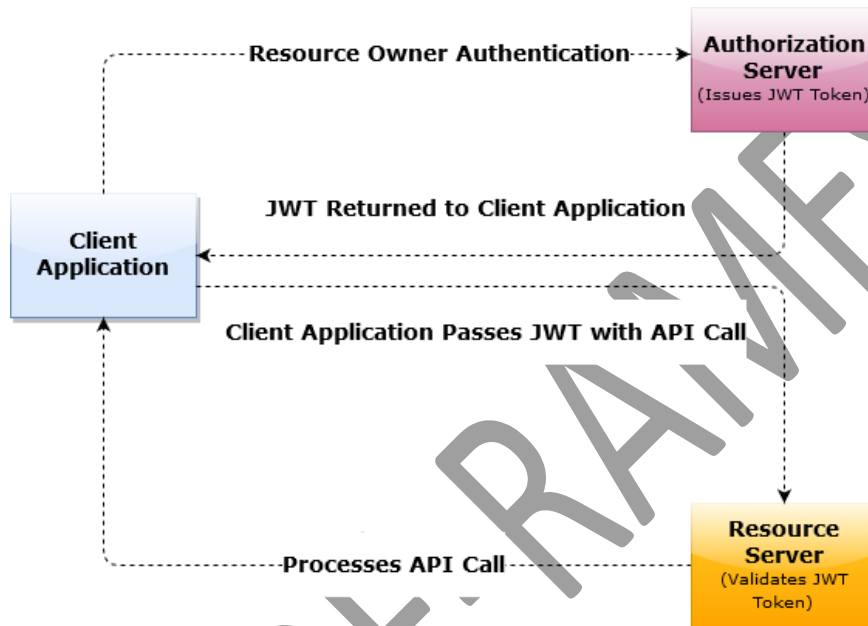 Resource Owner Authentication
Authorization
Server
(Issues JWT Token)
JWT Returned to Client Application
Client
Application
Client Application Passes JWT with API Call
Resource
Server
(Validates JWT
Token)
Processes API Call